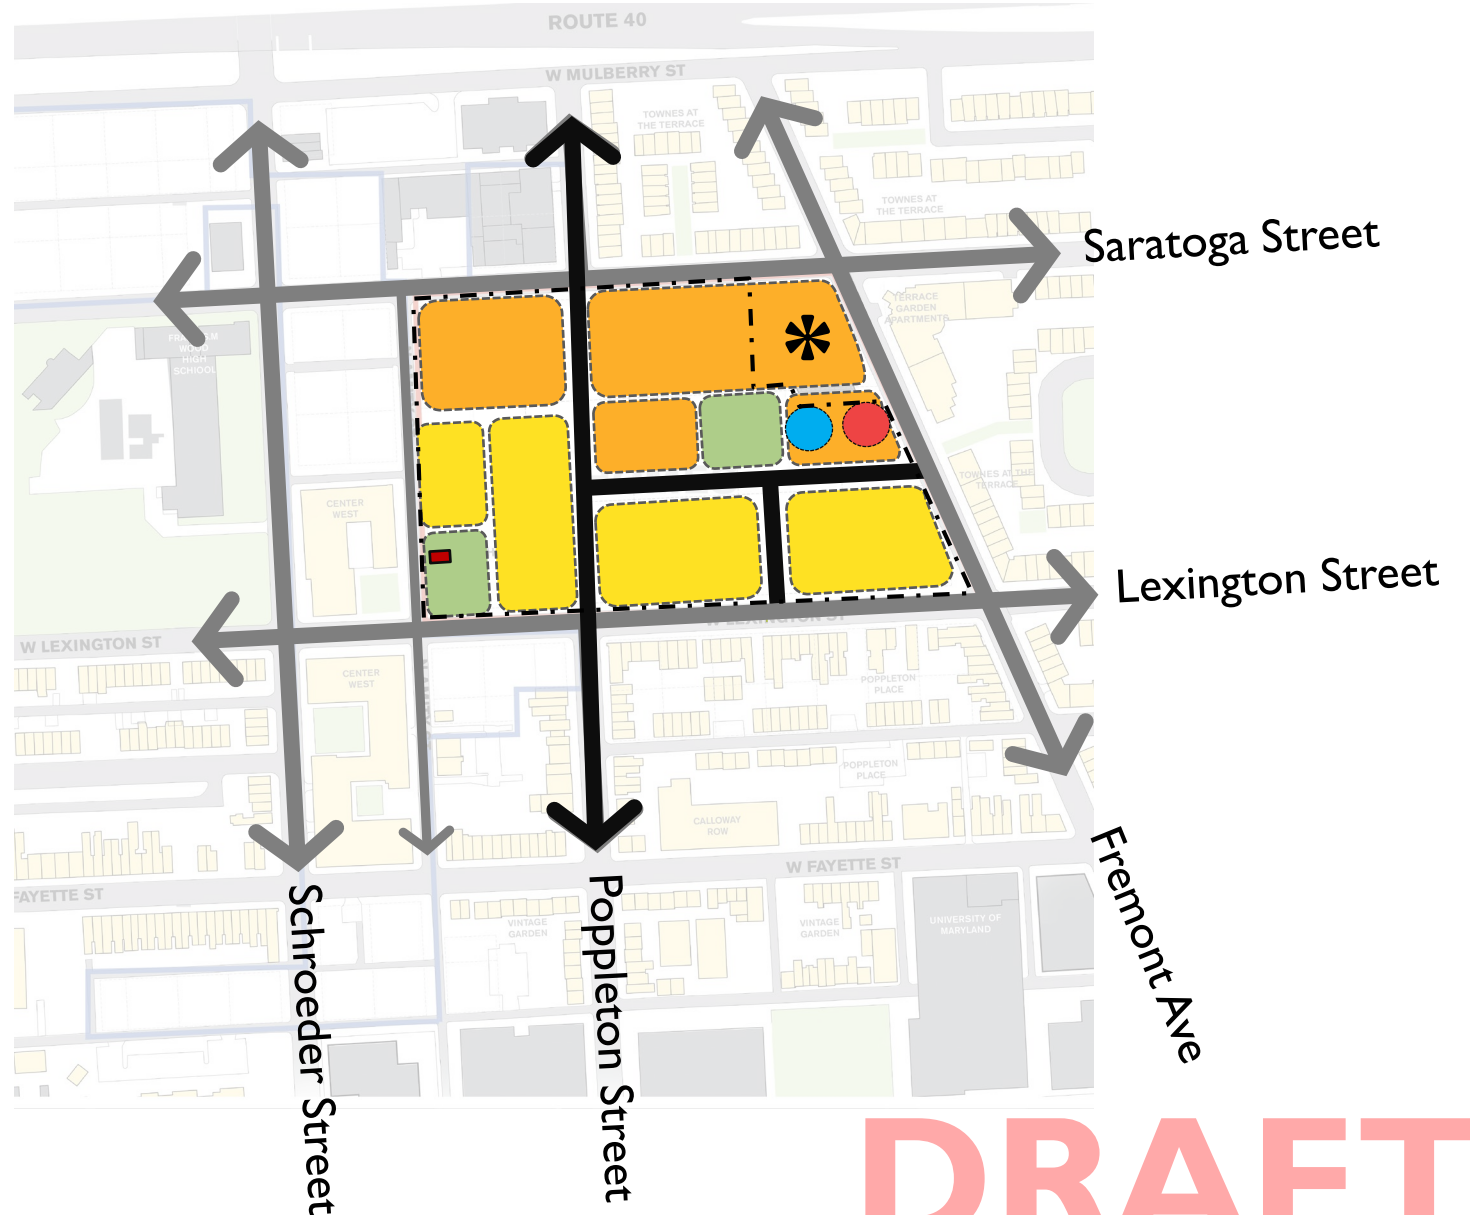 ROUTE 40
W MULBERRY ST
TOWNES AT
THE TERRACE
TOWNES AT
THE TERRACE
Saratoga Street
TERRACE
GARDEN
APARTMENTS
HIGH
SCHOOL
TOWNES AT THE
TERRACE
CENTER
WEST
Lexington Street
W LEXINGTON ST
W LEXINGTON ST
CENTER
WEST
POPPLETON
PLACE
POPPLETON
PLACE
CALLOWAY
ROW
W FAYETTE ST
FAYETTE ST
Schroeder Street
Poppleton Street
Fremont Ave
VINTAGE
GARDEN
VINTAGE
GARDEN
UNIVERSITY OF
MARYLAND
DRAFT